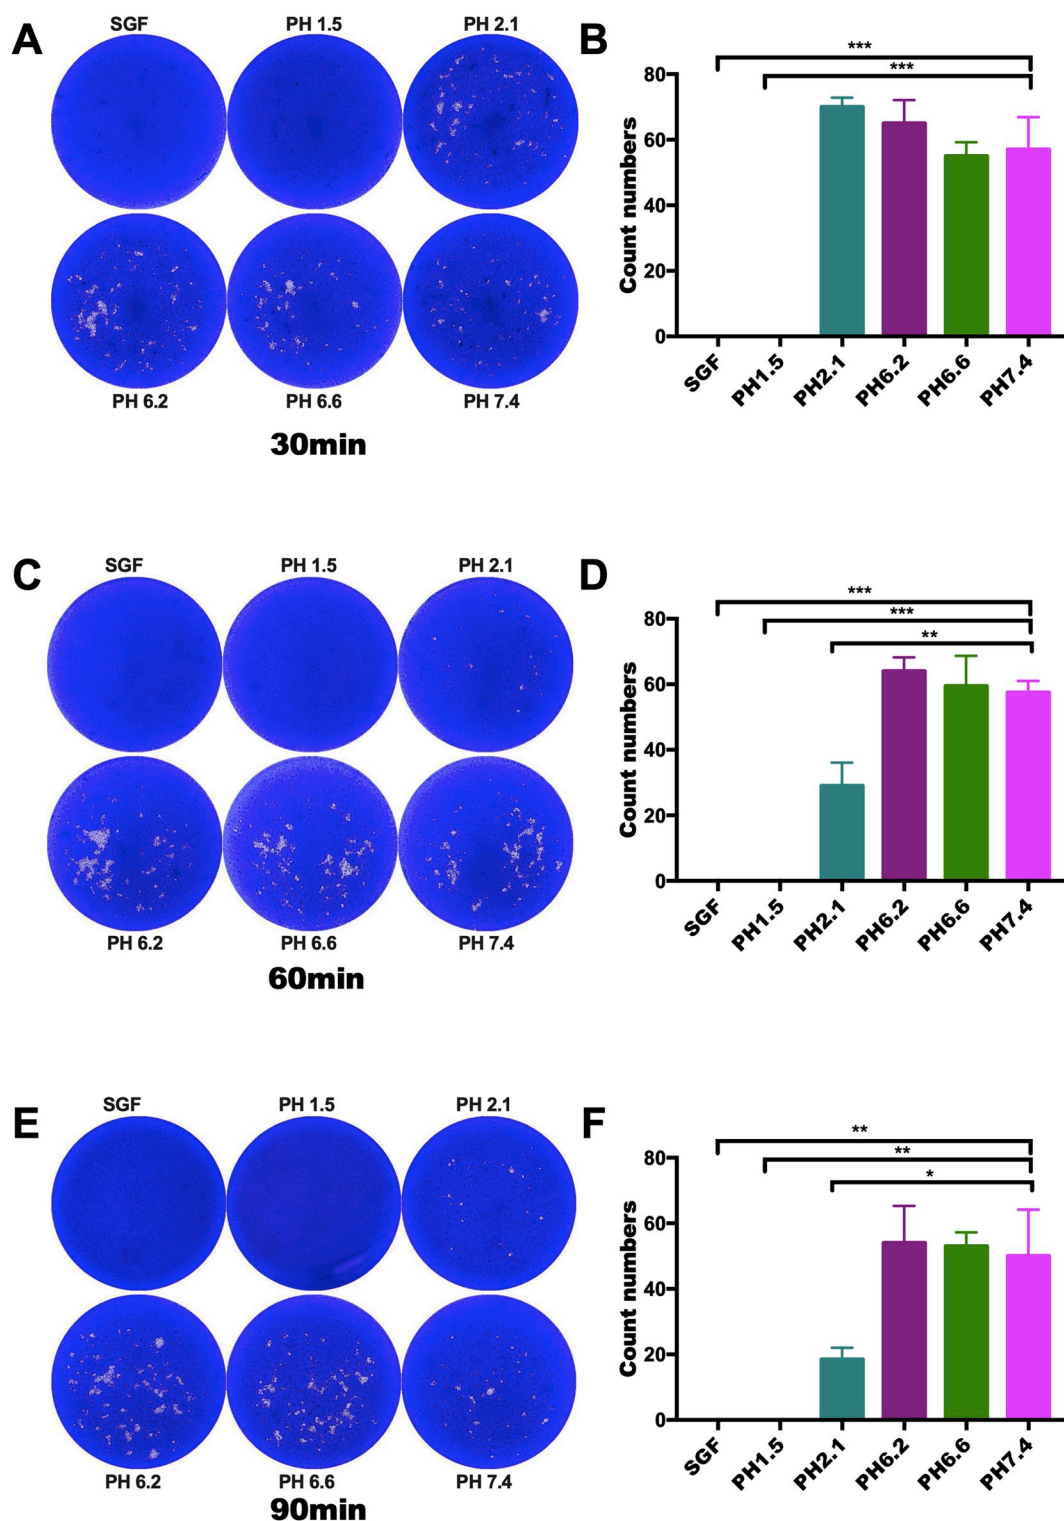 A
SGF
PH 1.5
PH 2.1
PH 6.2
PH 6.6
PH 7.4
30min
B
***
***
Count numbers
80
60
40
20
0
SGF
PH1.5
PH2.1
PH6.2
PH6.6
PH7.4
C
SGF
PH 1.5
PH 2.1
PH 6.2
PH 6.6
PH 7.4
60min
D
***
***
**
Count numbers
80
60
40
20
0
SGF
PH1.5
PH2.1
PH6.2
PH6.6
PH7.4
E
SGF
PH 1.5
PH 2.1
PH 6.2
PH 6.6
PH 7.4
90min
F
**
**
*
Count numbers
80
60
40
20
0
SGF
PH1.5
PH2.1
PH6.2
PH6.6
PH7.4